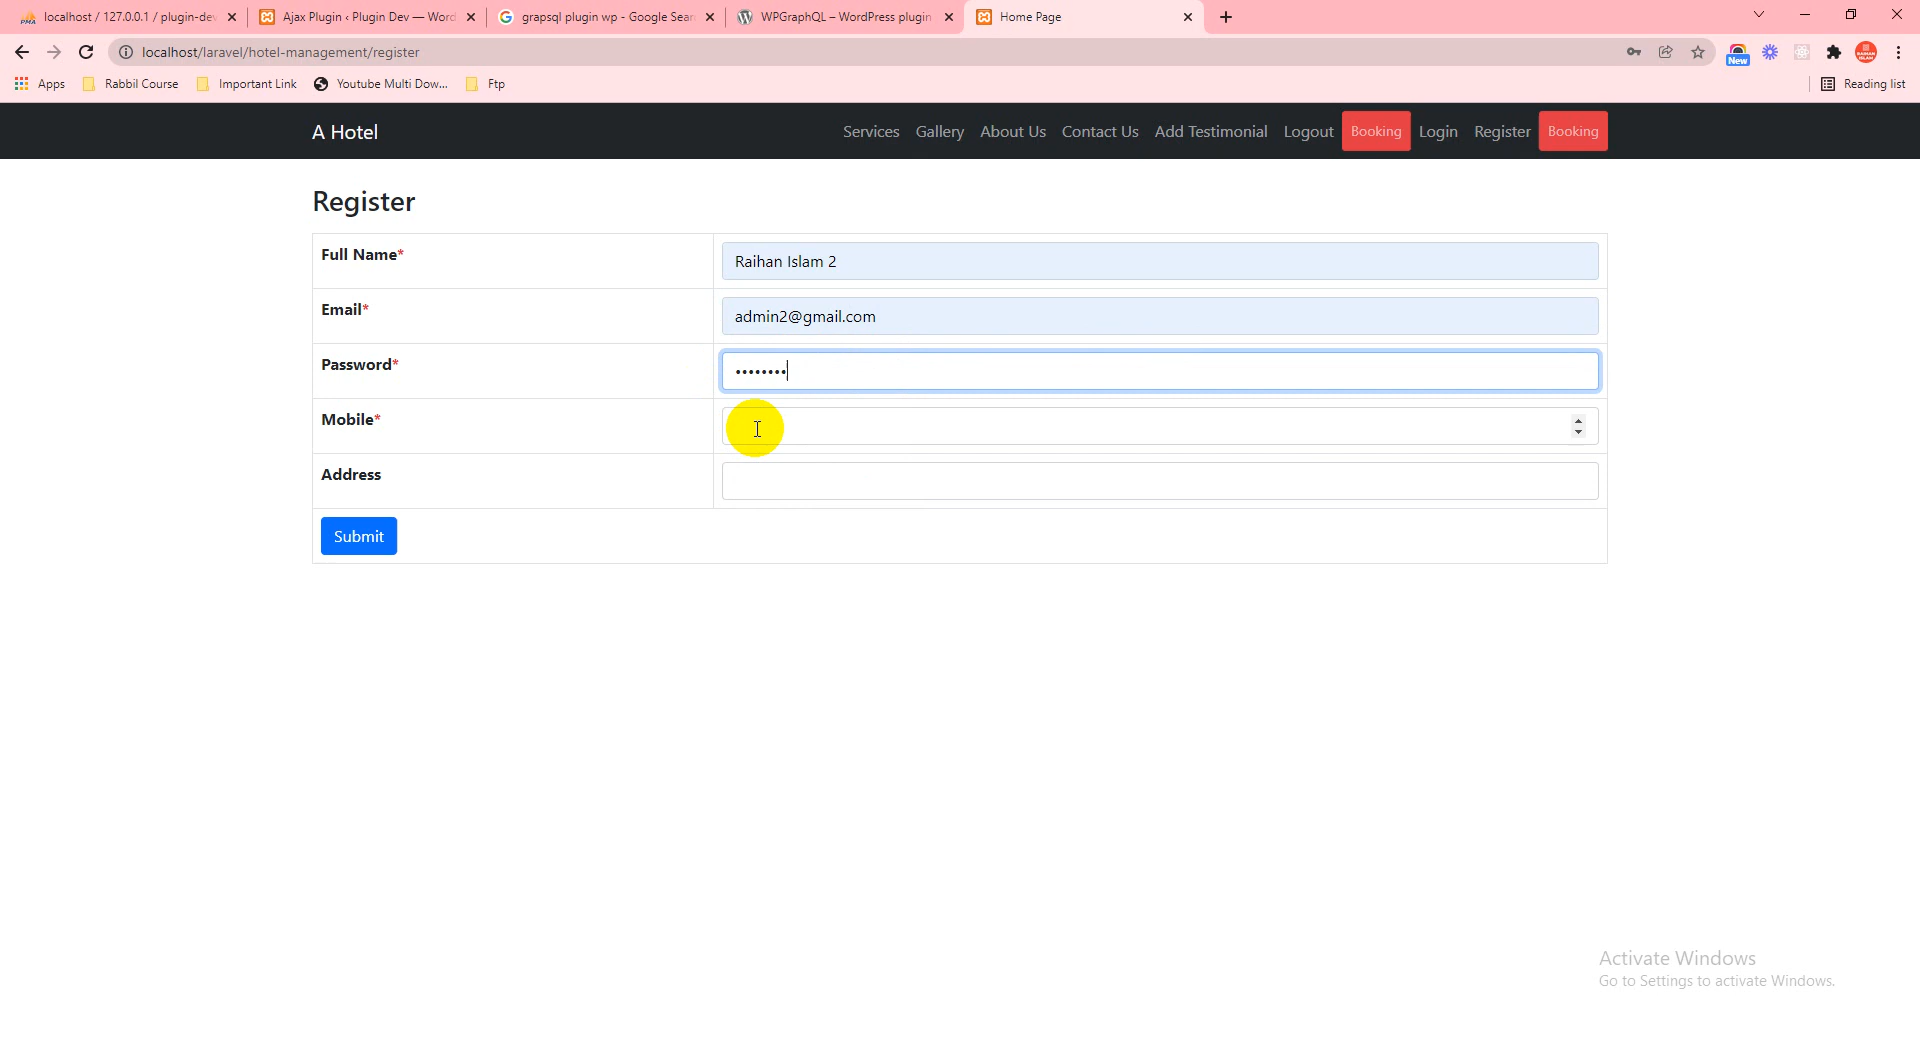 localhost / 127.0.0.1 / plugin-dev
Ajax Plugin ‹ Plugin Dev — Word
grapsql plugin wp - Google Sear
WPGraphQL – WordPress plugin
Home Page
localhost/laravel/hotel-management/register
New
Apps
Rabbil Course
Important Link
Youtube Multi Dow...
Ftp
Reading list
A Hotel
Services
Gallery
About Us
Contact Us
Add Testimonial
Logout
Booking
Login
Register
Booking
Register
Full Name*
Raihan Islam 2
Email*
admin2@gmail.com
Password*
••••••••
Mobile*
Address
Submit
Activate Windows
Go to Settings to activate Windows.